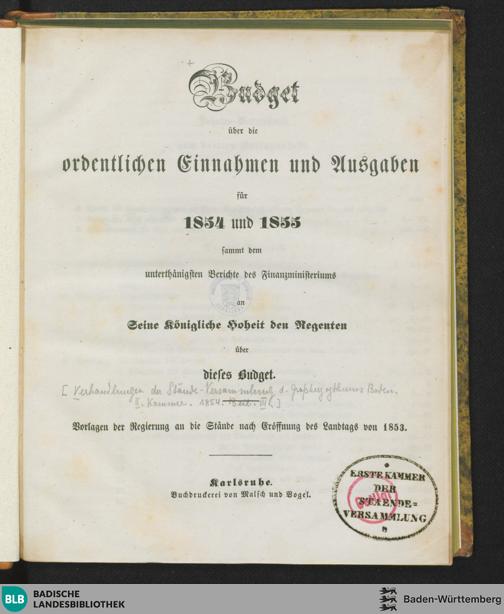 Budget
über die
ordentlichen Einnahmen und Ausgaben
für
1854 und 1855
sammt dem
unterthänigsten Berichte des Finanzministeriums
an
Seine Königliche Hoheit den Regenten
über
dieses Budget.
[ Verhandlungen der Stände-Versammlung d. Großherzogthums Baden.
II. Kammer. 1854. Beil. III.]
Vorlagen der Regierung an die Stände nach Eröffnung des Landtags von 1853.
Karlsruhe.
Buchdruckerei von Malsch und Vogel.
ERSTE KAMMER
DER
STAENDE=
VERSAMMLUNG
BLB BADISCHE
LANDESBIBLIOTHEK
Baden-Württemberg